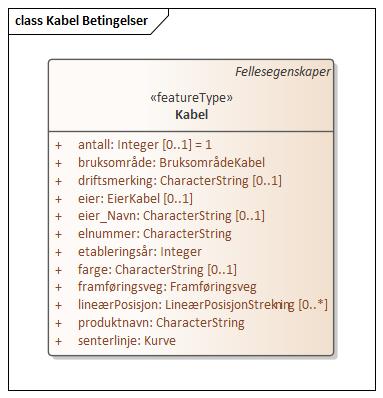 class Kabel Betingelser
Fellesegenskaper
«featureType»
Kabel
+ antall: Integer [0..1] = 1
+ bruksområde: BruksområdeKabel
+ driftsmerking: CharacterString [0..1]
+ eier: EierKabel [0..1]
+ eier_Navn: CharacterString [0..1]
+ elnummer: CharacterString
+ etableringsår: Integer
+ farge: CharacterString [0..1]
+ framføringsveg: Framføringsveg
+ lineærPosisjon: LineærPosisjonStrekning [0..*]
+ produktnavn: CharacterString
+ senterlinje: Kurve